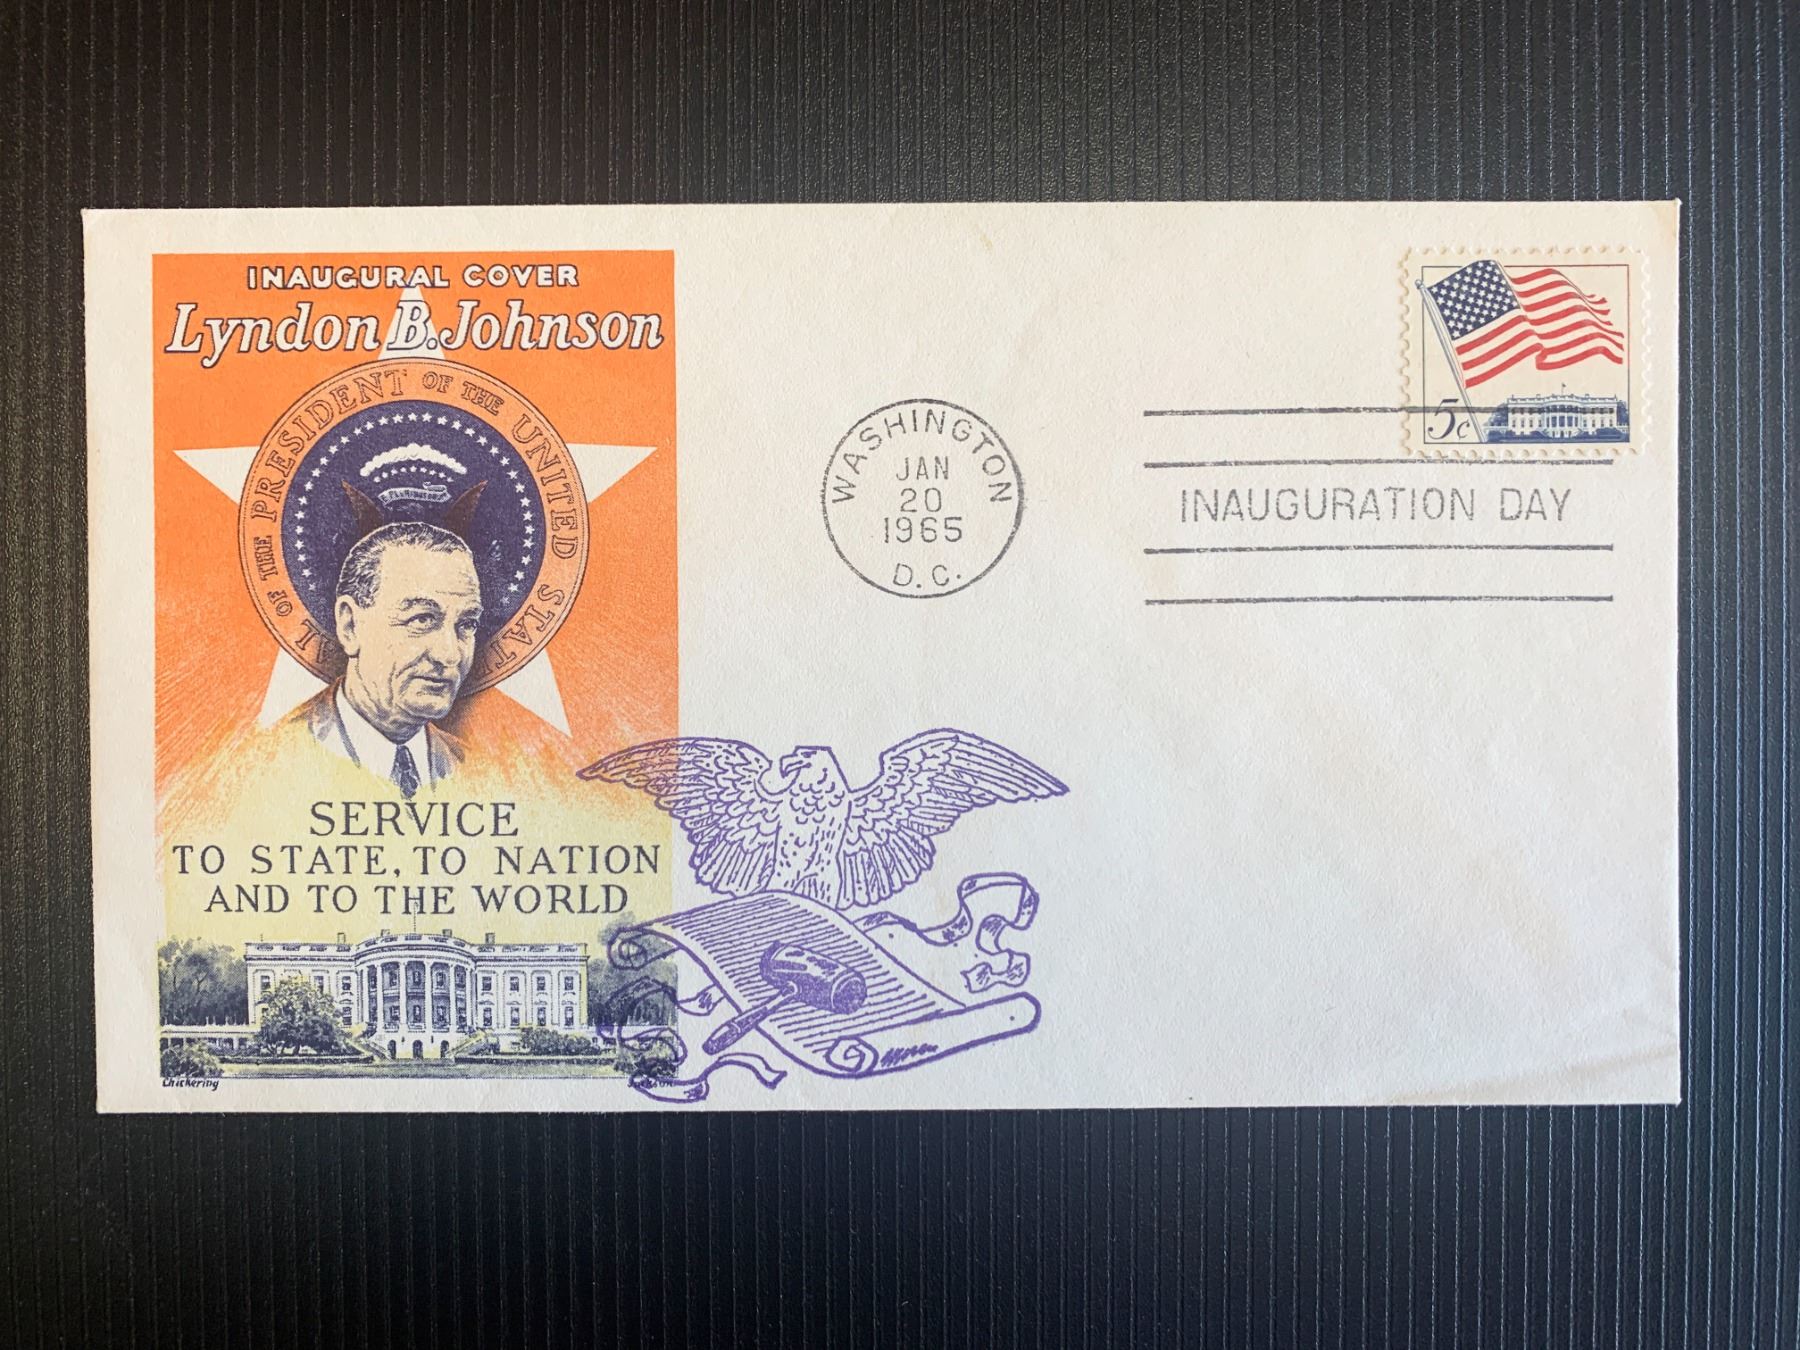 INAUGURAL COVER
Lyndon B. Johnson
SEAL OF THE PRESIDENT OF THE UNITED STATES
SERVICE
TO STATE, TO NATION
AND TO THE WORLD
Chickering
Jackson
WASHINGTON
JAN
20
1965
D.C.
5c
INAUGURATION DAY